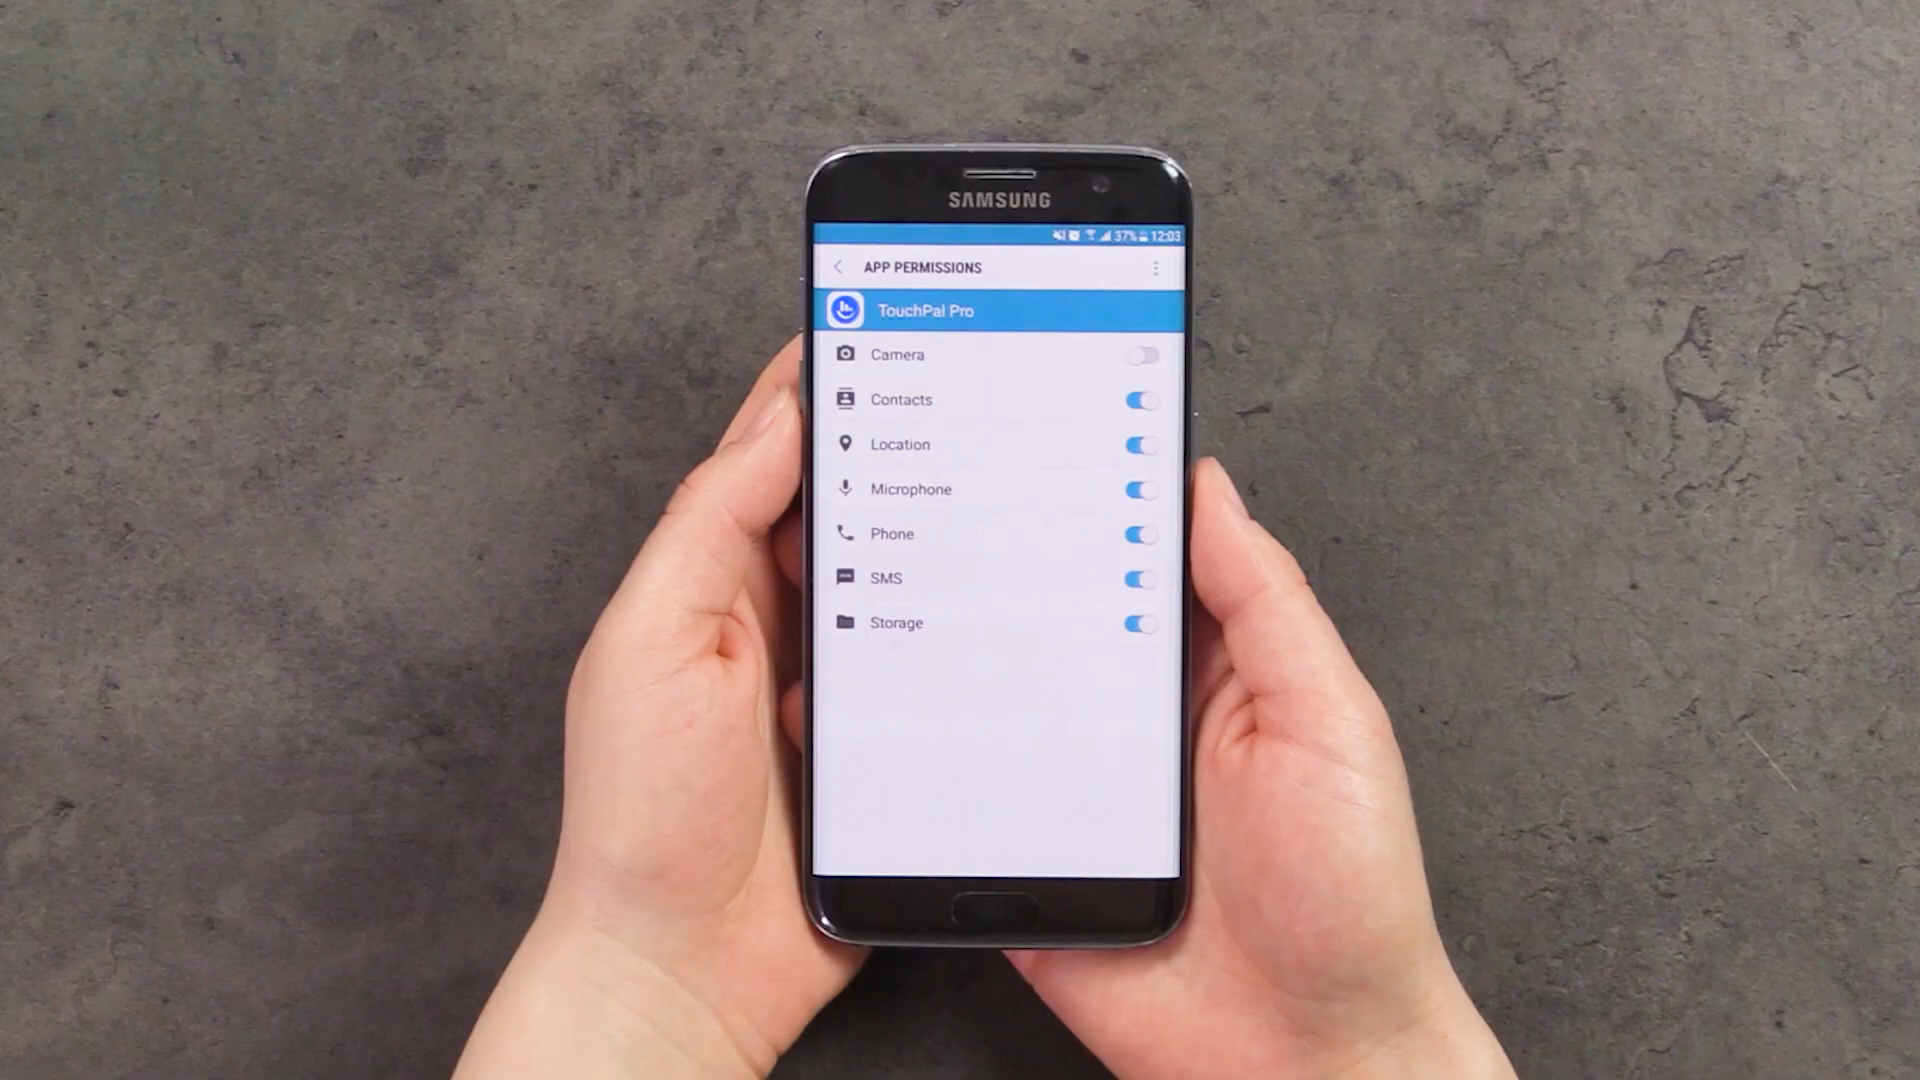 SAMSUNG
37% 12:03
APP PERMISSIONS
TouchPal Pro
Camera
Contacts
Location
Microphone
Phone
SMS
Storage